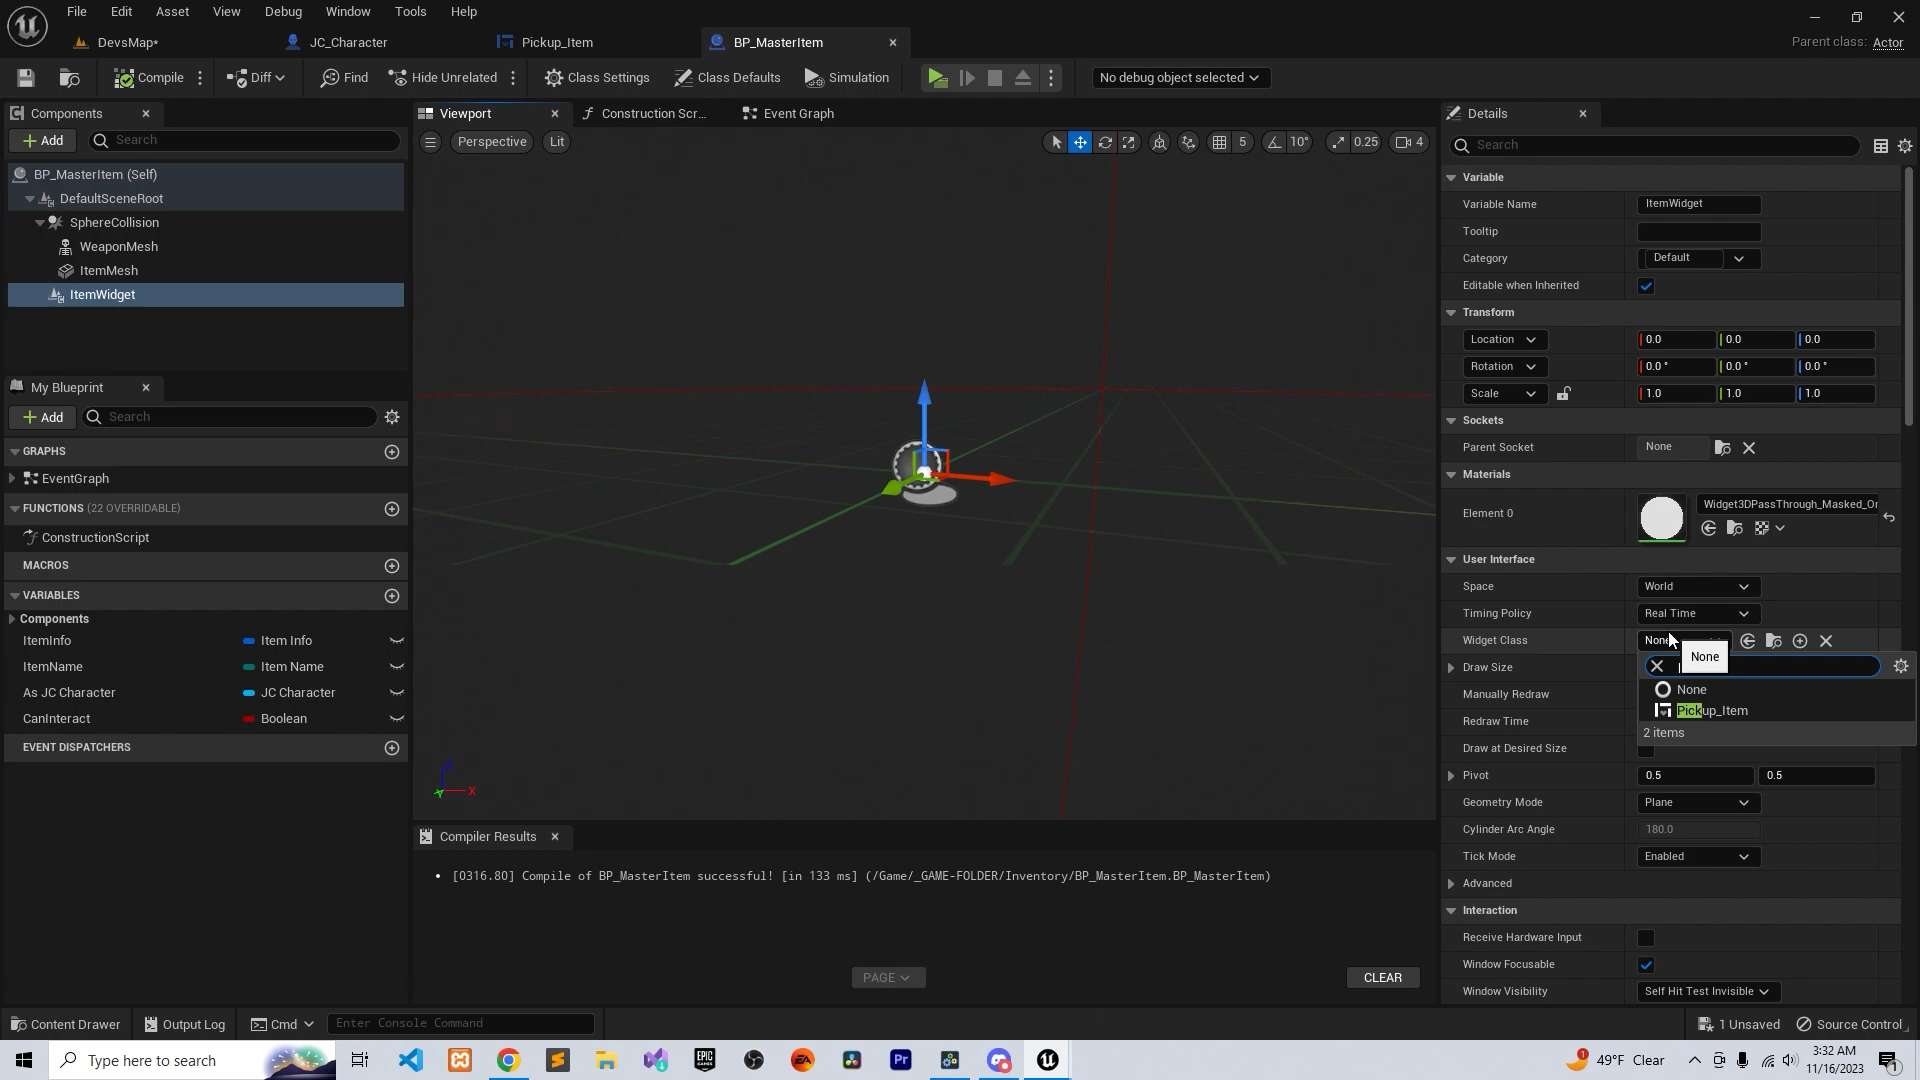 File Edit Asset View Debug Window Tools Help
DevsMap* JC_Character Pickup_Item BP_MasterItem Parent class: Actor
Compile Diff Find Hide Unrelated Class Settings Class Defaults Simulation No debug object selected
Components
Add Search
BP_MasterItem (Self)
DefaultSceneRoot
SphereCollision
WeaponMesh
ItemMesh
ItemWidget
My Blueprint
Add Search
GRAPHS
EventGraph
FUNCTIONS (22 OVERRIDABLE)
ConstructionScript
MACROS
VARIABLES
Components
ItemInfo Item Info
ItemName Item Name
As JC Character JC Character
CanInteract Boolean
EVENT DISPATCHERS
Viewport Construction Scr... Event Graph
Perspective Lit 5 10° 0.25 4
Z
Y X
Compiler Results
[0316.80] Compile of BP_MasterItem successful! [in 133 ms] (/Game/_GAME-FOLDER/Inventory/BP_MasterItem.BP_MasterItem)
PAGE CLEAR
Details
Search
Variable
Variable Name ItemWidget
Tooltip
Category Default
Editable when Inherited
Transform
Location 0.0 0.0 0.0
Rotation 0.0 ° 0.0 ° 0.0 °
Scale 1.0 1.0 1.0
Sockets
Parent Socket None
Materials
Element 0 Widget3DPassThrough_Masked_Or
User Interface
Space World
Timing Policy Real Time
Widget Class None
None
Draw Size
None
Manually Redraw
Pickup_Item
Redraw Time
2 items
Draw at Desired Size
Pivot 0.5 0.5
Geometry Mode Plane
Cylinder Arc Angle 180.0
Tick Mode Enabled
Advanced
Interaction
Receive Hardware Input
Window Focusable
Window Visibility Self Hit Test Invisible
Content Drawer Output Log Cmd Enter Console Command 1 Unsaved Source Control
Type here to search EPIC GAMES EA Pr 1 49°F Clear 3:32 AM
11/16/2023 1